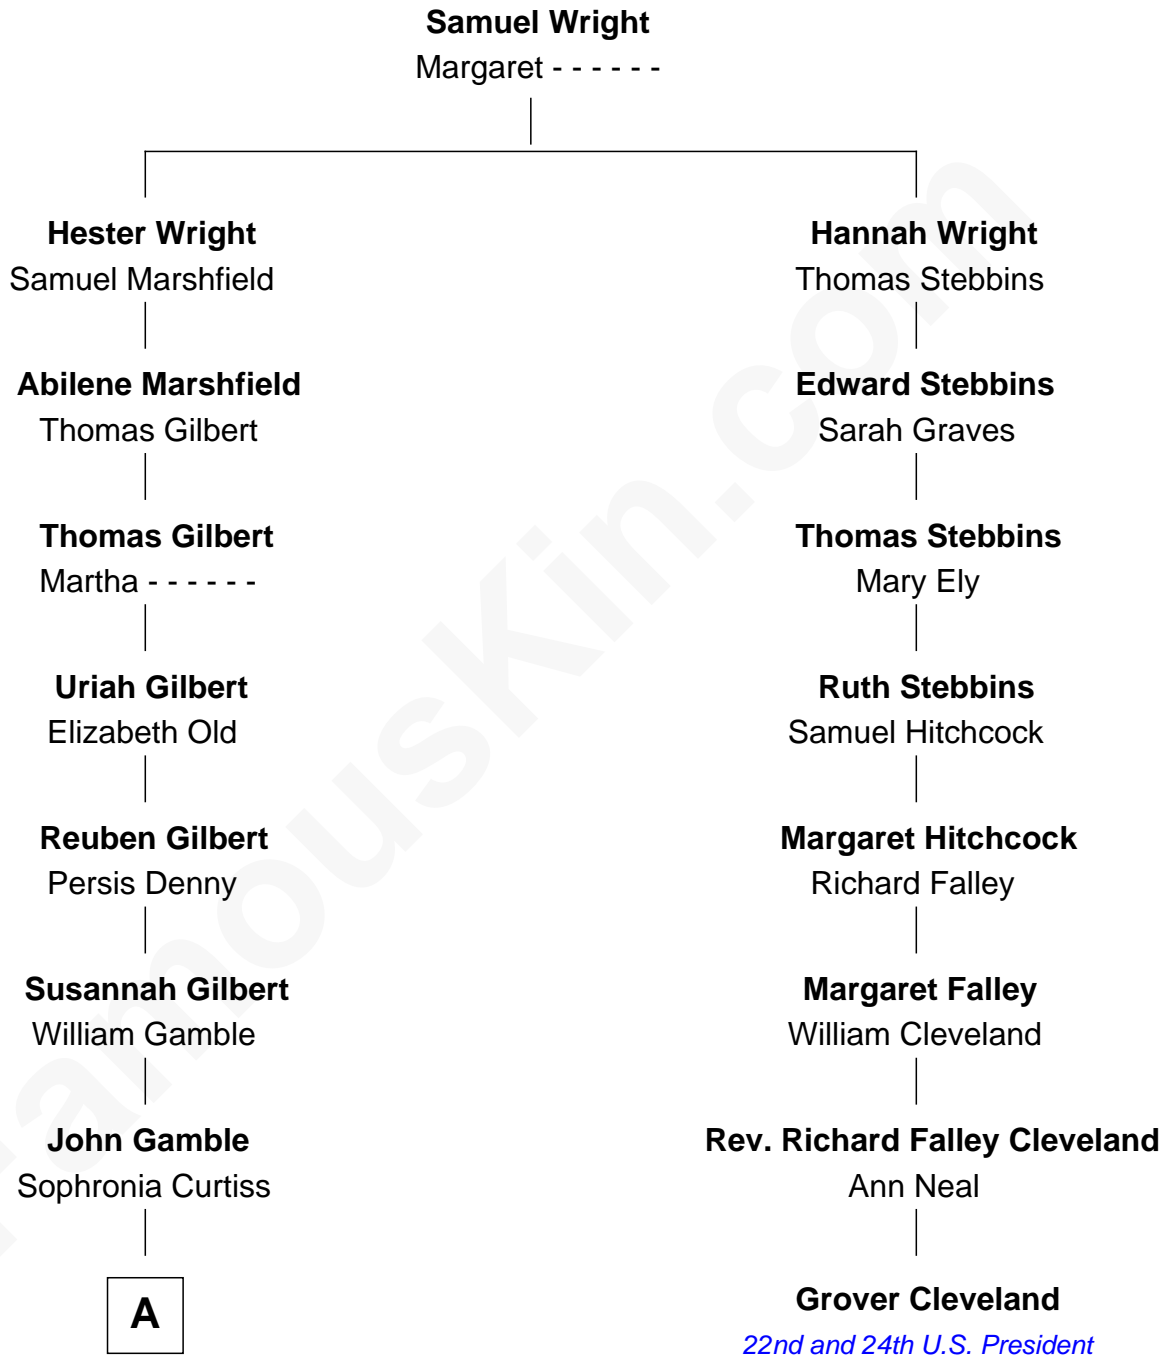 Samuel Wright
Margaret - - - - - -
Hester Wright
Samuel Marshfield
Hannah Wright
Thomas Stebbins
Abilene Marshfield
Thomas Gilbert
Edward Stebbins
Sarah Graves
Thomas Gilbert
Martha - - - - - -
Thomas Stebbins
Mary Ely
Uriah Gilbert
Elizabeth Old
Ruth Stebbins
Samuel Hitchcock
Reuben Gilbert
Persis Denny
Margaret Hitchcock
Richard Falley
Susannah Gilbert
William Gamble
Margaret Falley
William Cleveland
John Gamble
Sophronia Curtiss
Rev. Richard Falley Cleveland
Ann Neal
A
Grover Cleveland
22nd and 24th U.S. President
FamousKin.com